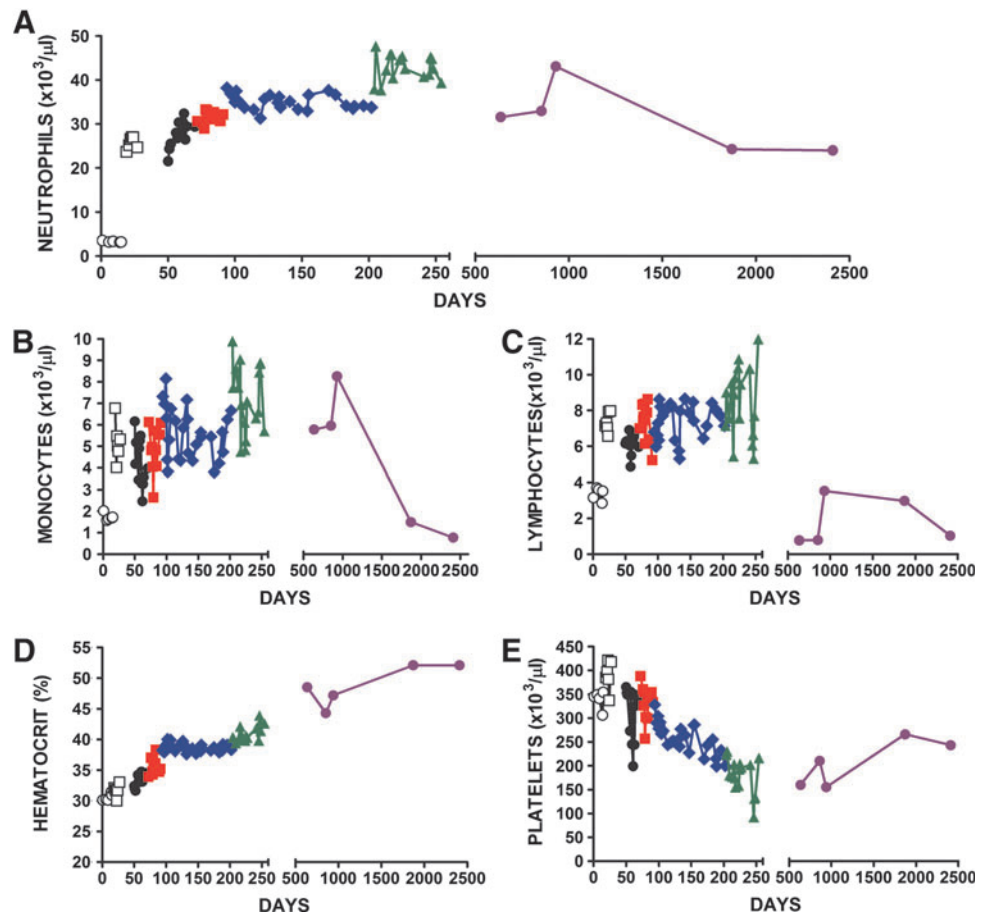 A
NEUTROPHILS (x10³/µl)
50
40
30
20
10
0
0 50 100 150 200 250 500 1000 1500 2000 2500
DAYS
B
MONOCYTES (x10³/µl)
10
9
8
7
6
5
4
3
2
1
0
0 50 100 150 200 250 500 1000 1500 2000 2500
DAYS
C
LYMPHOCYTES(x10³/µl)
12
10
8
6
4
2
0
0 50 100 150 200 250 500 1000 1500 2000 2500
DAYS
D
HEMATOCRIT (%)
55
50
45
40
35
30
25
20
0 50 100 150 200 250 500 1000 1500 2000 2500
DAYS
E
PLATELETS (x10³/µl)
450
400
350
300
250
200
150
100
50
0
0 50 100 150 200 250 500 1000 1500 2000 2500
DAYS